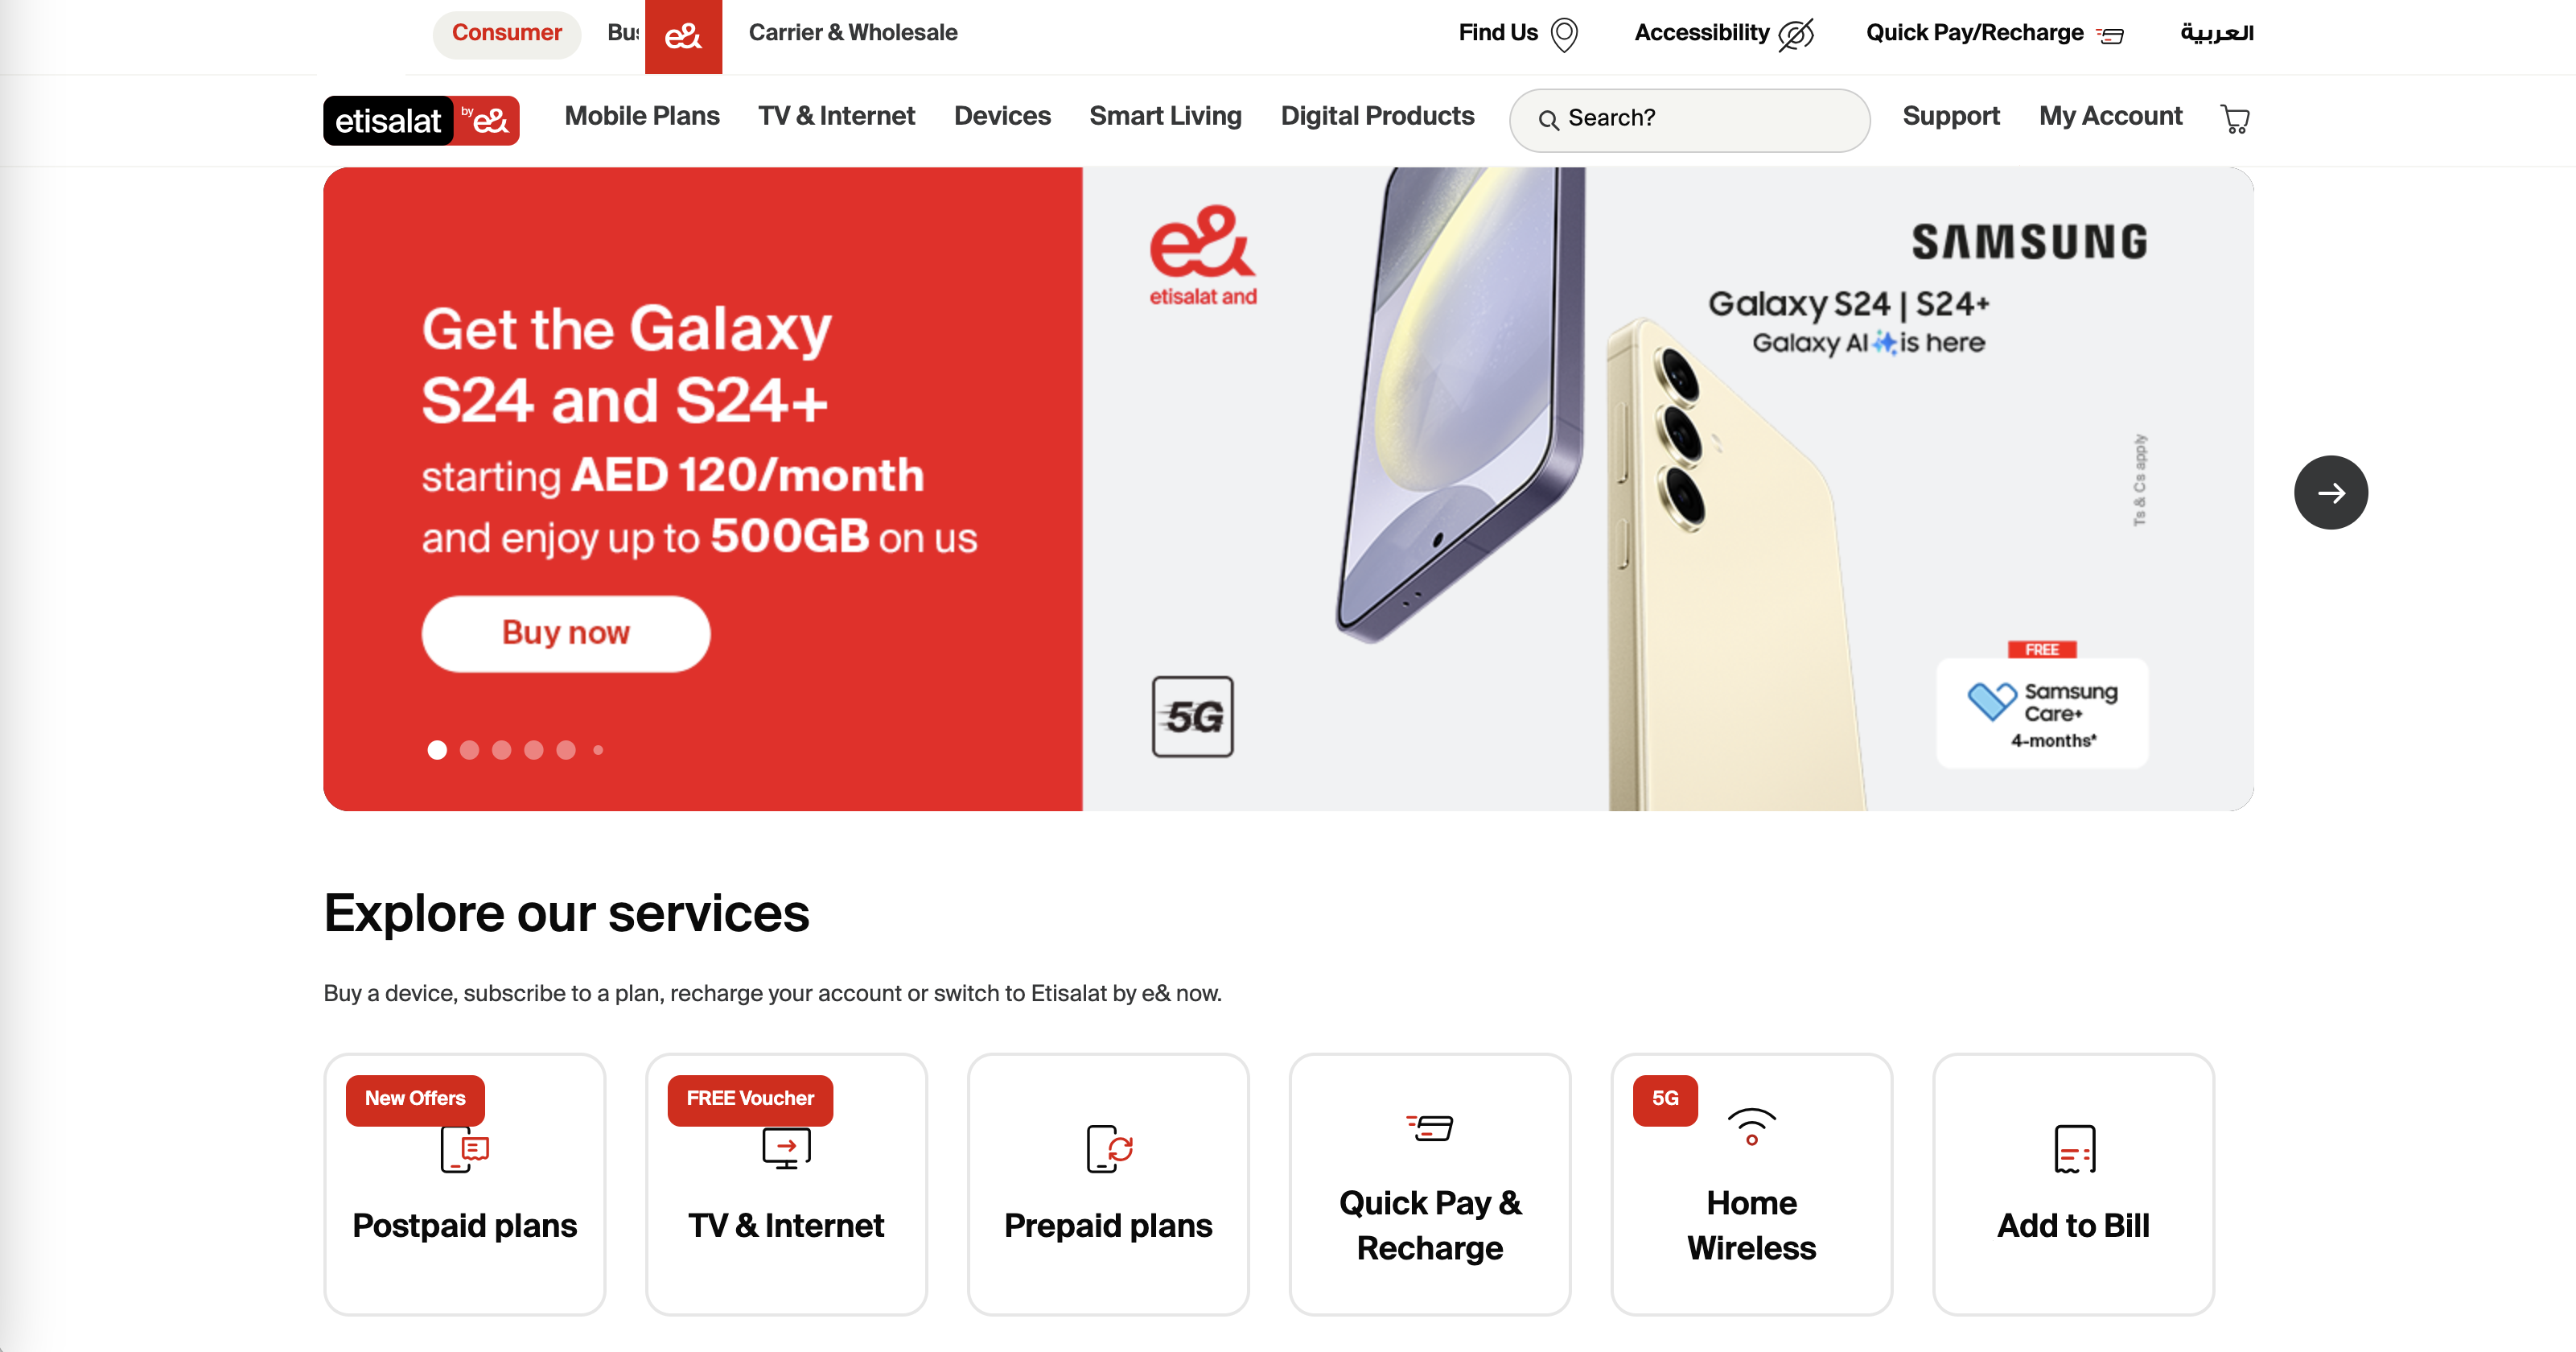 Consumer
e&
Carrier & Wholesale
Find Us
Accessibility
Quick Pay/Recharge
العربية
etisalat by e&
Mobile Plans
TV & Internet
Devices
Smart Living
Digital Products
Search?
Support
My Account
Get the Galaxy
S24 and S24+
starting AED 120/month
and enjoy up to 500GB on us
Buy now
e&
etisalat and
SAMSUNG
Galaxy S24 | S24+
Galaxy AI is here
Ts & Cs apply
5G
FREE
Samsung
Care+
4-months*
Explore our services
Buy a device, subscribe to a plan, recharge your account or switch to Etisalat by e& now.
New Offers
Postpaid plans
FREE Voucher
TV & Internet
Prepaid plans
Quick Pay &
Recharge
5G
Home
Wireless
Add to Bill